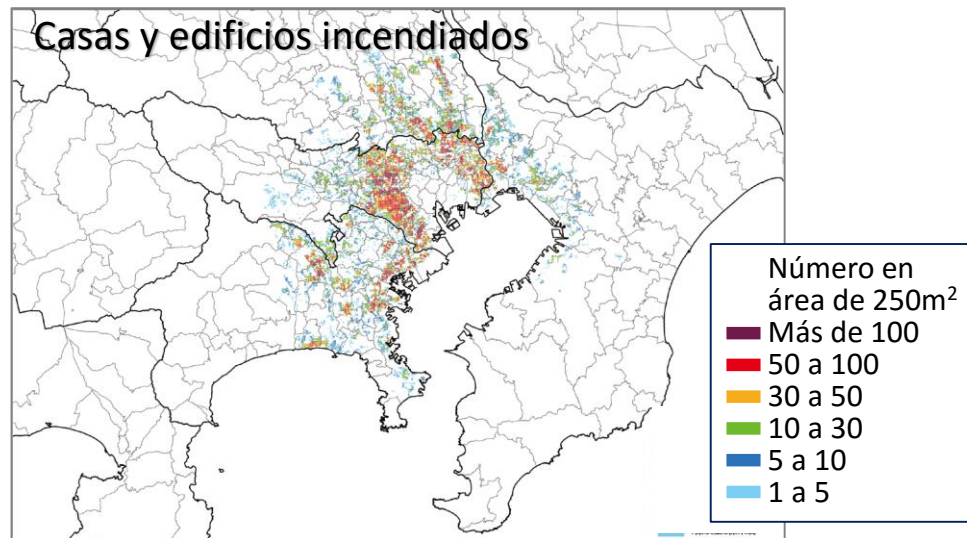 Casas y edificios incendiados
Número en
área de 250m²
Más de 100
50 a 100
30 a 50
10 a 30
5 a 10
1 a 5